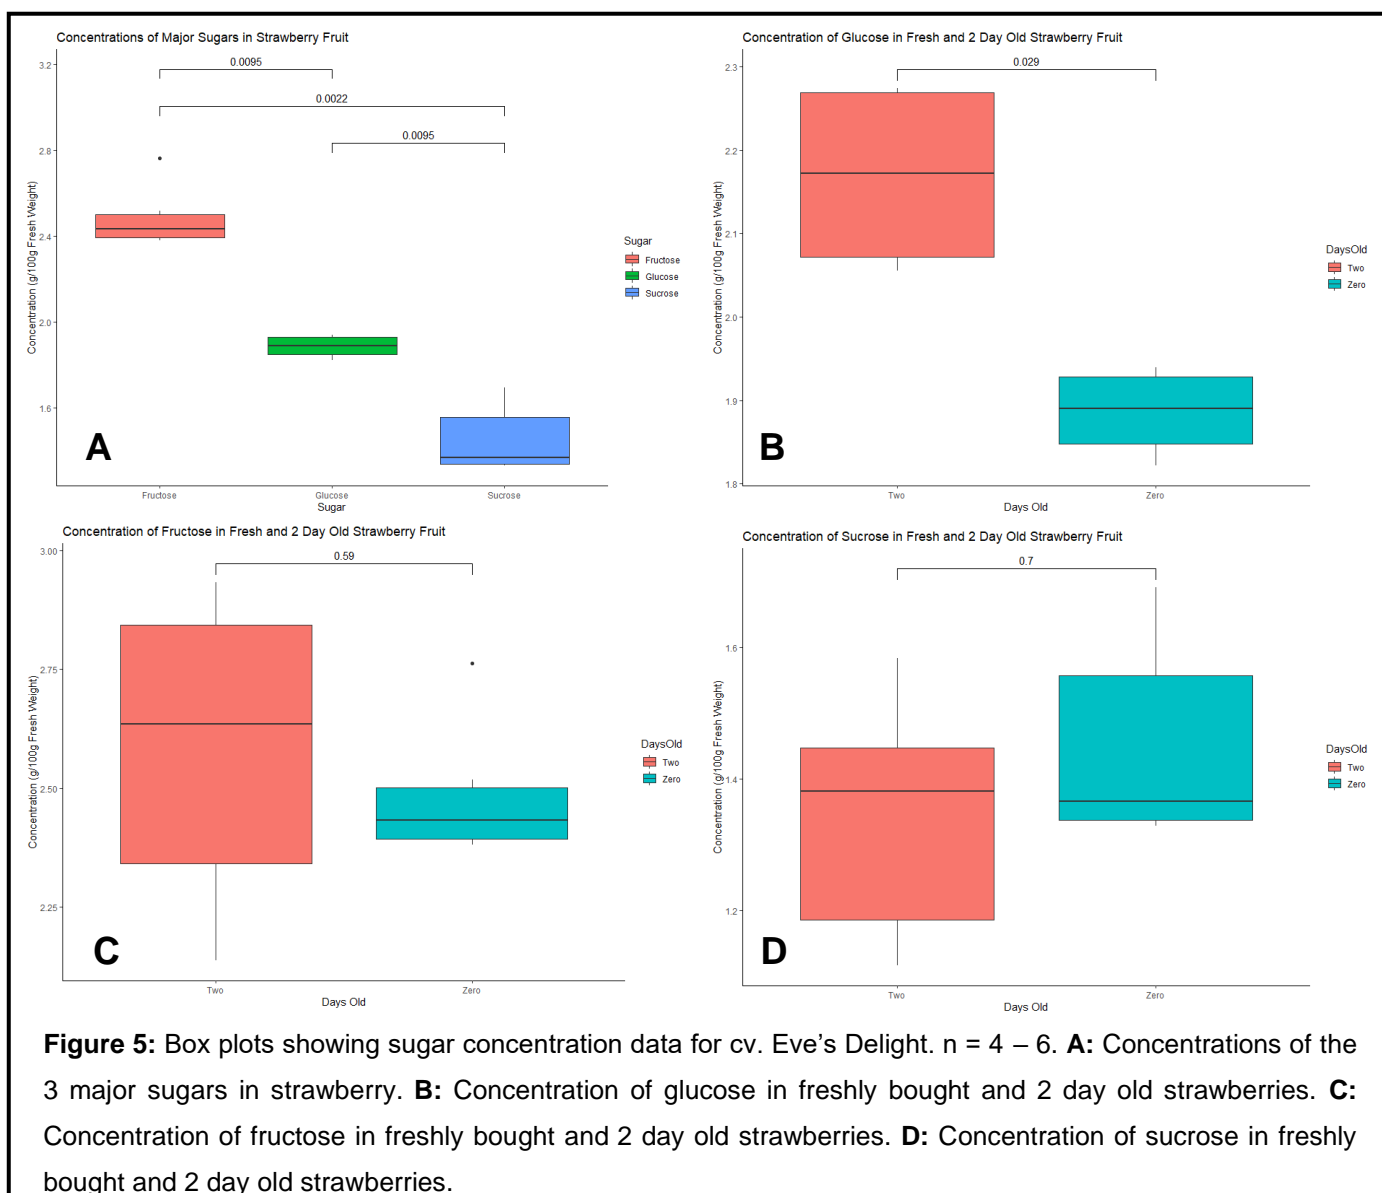 Concentrations of Major Sugars in Strawberry Fruit
3.2
2.8
2.4
2.0
1.6
Concentration (g/100g Fresh Weight)
0.0095
0.0022
0.0095
A
Fructose
Glucose
Sucrose
Sugar
Sugar
Fructose
Glucose
Sucrose
Concentration of Glucose in Fresh and 2 Day Old Strawberry Fruit
2.3
2.2
2.1
2.0
1.9
1.8
Concentration (g/100g Fresh Weight)
0.029
B
Two
Zero
Days Old
DaysOld
Two
Zero
Concentration of Fructose in Fresh and 2 Day Old Strawberry Fruit
3.00
2.75
2.50
2.25
Concentration (g/100g Fresh Weight)
0.59
C
Two
Zero
Days Old
DaysOld
Two
Zero
Concentration of Sucrose in Fresh and 2 Day Old Strawberry Fruit
1.6
1.4
1.2
Concentration (g/100g Fresh Weight)
0.7
D
Two
Zero
Days Old
DaysOld
Two
Zero
Figure 5: Box plots showing sugar concentration data for cv. Eve's Delight. n = 4 – 6. A: Concentrations of the
3 major sugars in strawberry. B: Concentration of glucose in freshly bought and 2 day old strawberries. C:
Concentration of fructose in freshly bought and 2 day old strawberries. D: Concentration of sucrose in freshly
bought and 2 day old strawberries.